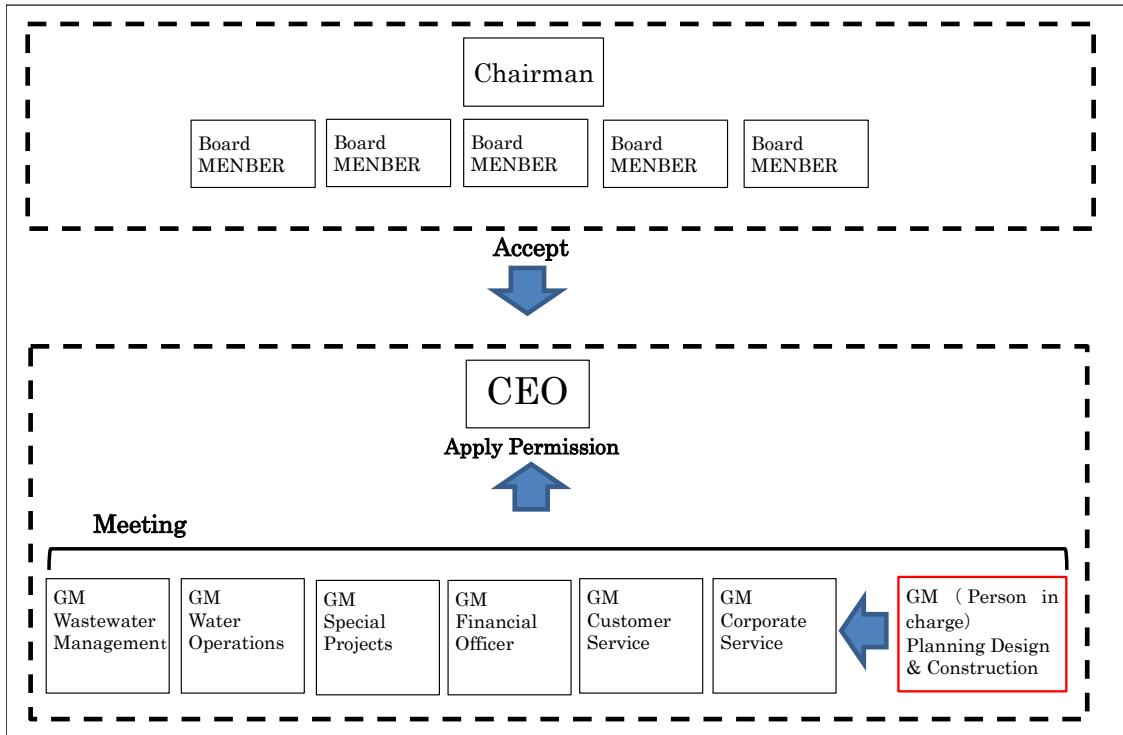 Chairman
Board
MENBER
Board
MENBER
Board
MENBER
Board
MENBER
Board
MENBER
Accept
CEO
Apply Permission
Meeting
GM
Wastewater
Management
GM
Water
Operations
GM
Special
Projects
GM
Financial
Officer
GM
Customer
Service
GM
Corporate
Service
GM （Person in
charge）
Planning Design
& Construction